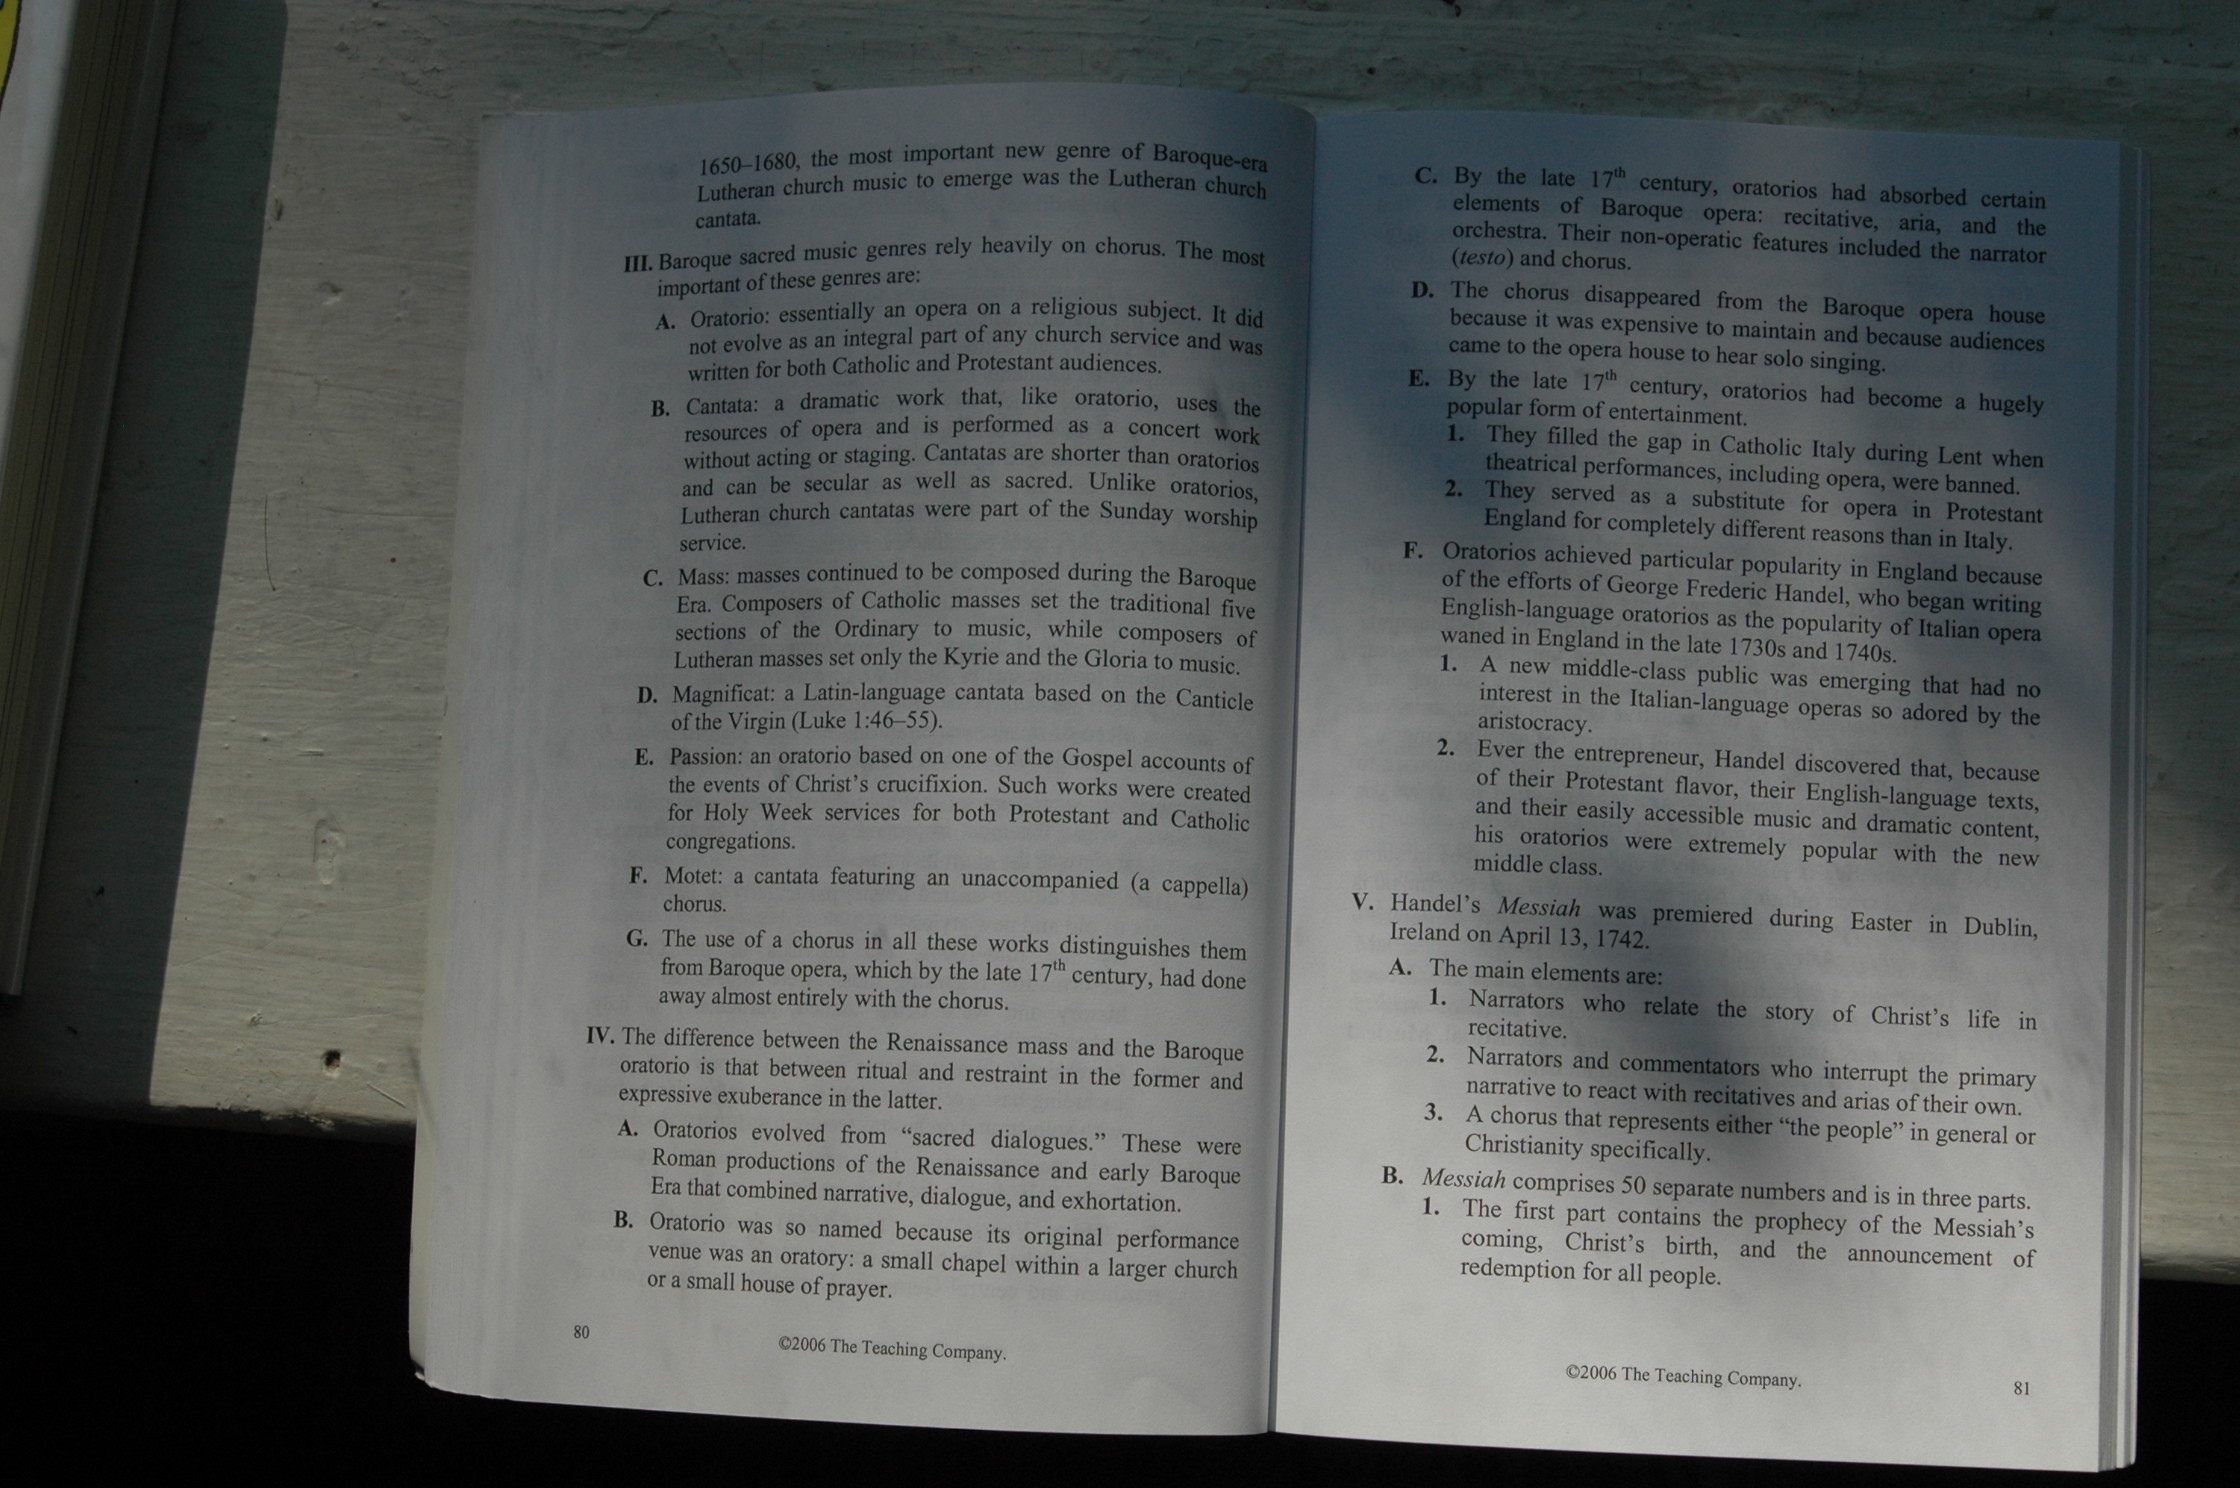 1650–1680, the most important new genre of Baroque-era
Lutheran church music to emerge was the Lutheran church
cantata.
III. Baroque sacred music genres rely heavily on chorus. The most
important of these genres are:
A. Oratorio: essentially an opera on a religious subject. It did
not evolve as an integral part of any church service and was
written for both Catholic and Protestant audiences.
B. Cantata: a dramatic work that, like oratorio, uses the
resources of opera and is performed as a concert work
without acting or staging. Cantatas are shorter than oratorios
and can be secular as well as sacred. Unlike oratorios,
Lutheran church cantatas were part of the Sunday worship
service.
C. Mass: masses continued to be composed during the Baroque
Era. Composers of Catholic masses set the traditional five
sections of the Ordinary to music, while composers of
Lutheran masses set only the Kyrie and the Gloria to music.
D. Magnificat: a Latin-language cantata based on the Canticle
of the Virgin (Luke 1:46–55).
E. Passion: an oratorio based on one of the Gospel accounts of
the events of Christ's crucifixion. Such works were created
for Holy Week services for both Protestant and Catholic
congregations.
F. Motet: a cantata featuring an unaccompanied (a cappella)
chorus.
G. The use of a chorus in all these works distinguishes them
from Baroque opera, which by the late 17th century, had done
away almost entirely with the chorus.
IV. The difference between the Renaissance mass and the Baroque
oratorio is that between ritual and restraint in the former and
expressive exuberance in the latter.
A. Oratorios evolved from “sacred dialogues.” These were
Roman productions of the Renaissance and early Baroque
Era that combined narrative, dialogue, and exhortation.
B. Oratorio was so named because its original performance
venue was an oratory: a small chapel within a larger church
or a small house of prayer.
80
©2006 The Teaching Company.
C. By the late 17th century, oratorios had absorbed certain
elements of Baroque opera: recitative, aria, and the
orchestra. Their non-operatic features included the narrator
(testo) and chorus.
D. The chorus disappeared from the Baroque opera house
because it was expensive to maintain and because audiences
came to the opera house to hear solo singing.
E. By the late 17th century, oratorios had become a hugely
popular form of entertainment.
1. They filled the gap in Catholic Italy during Lent when
theatrical performances, including opera, were banned.
2. They served as a substitute for opera in Protestant
England for completely different reasons than in Italy.
F. Oratorios achieved particular popularity in England because
of the efforts of George Frederic Handel, who began writing
English-language oratorios as the popularity of Italian opera
waned in England in the late 1730s and 1740s.
1. A new middle-class public was emerging that had no
interest in the Italian-language operas so adored by the
aristocracy.
2. Ever the entrepreneur, Handel discovered that, because
of their Protestant flavor, their English-language texts,
and their easily accessible music and dramatic content,
his oratorios were extremely popular with the new
middle class.
V. Handel's Messiah was premiered during Easter in Dublin,
Ireland on April 13, 1742.
A. The main elements are:
1. Narrators who relate the story of Christ's life in
recitative.
2. Narrators and commentators who interrupt the primary
narrative to react with recitatives and arias of their own.
3. A chorus that represents either “the people” in general or
Christianity specifically.
B. Messiah comprises 50 separate numbers and is in three parts.
1. The first part contains the prophecy of the Messiah's
coming, Christ's birth, and the announcement of
redemption for all people.
©2006 The Teaching Company.
81